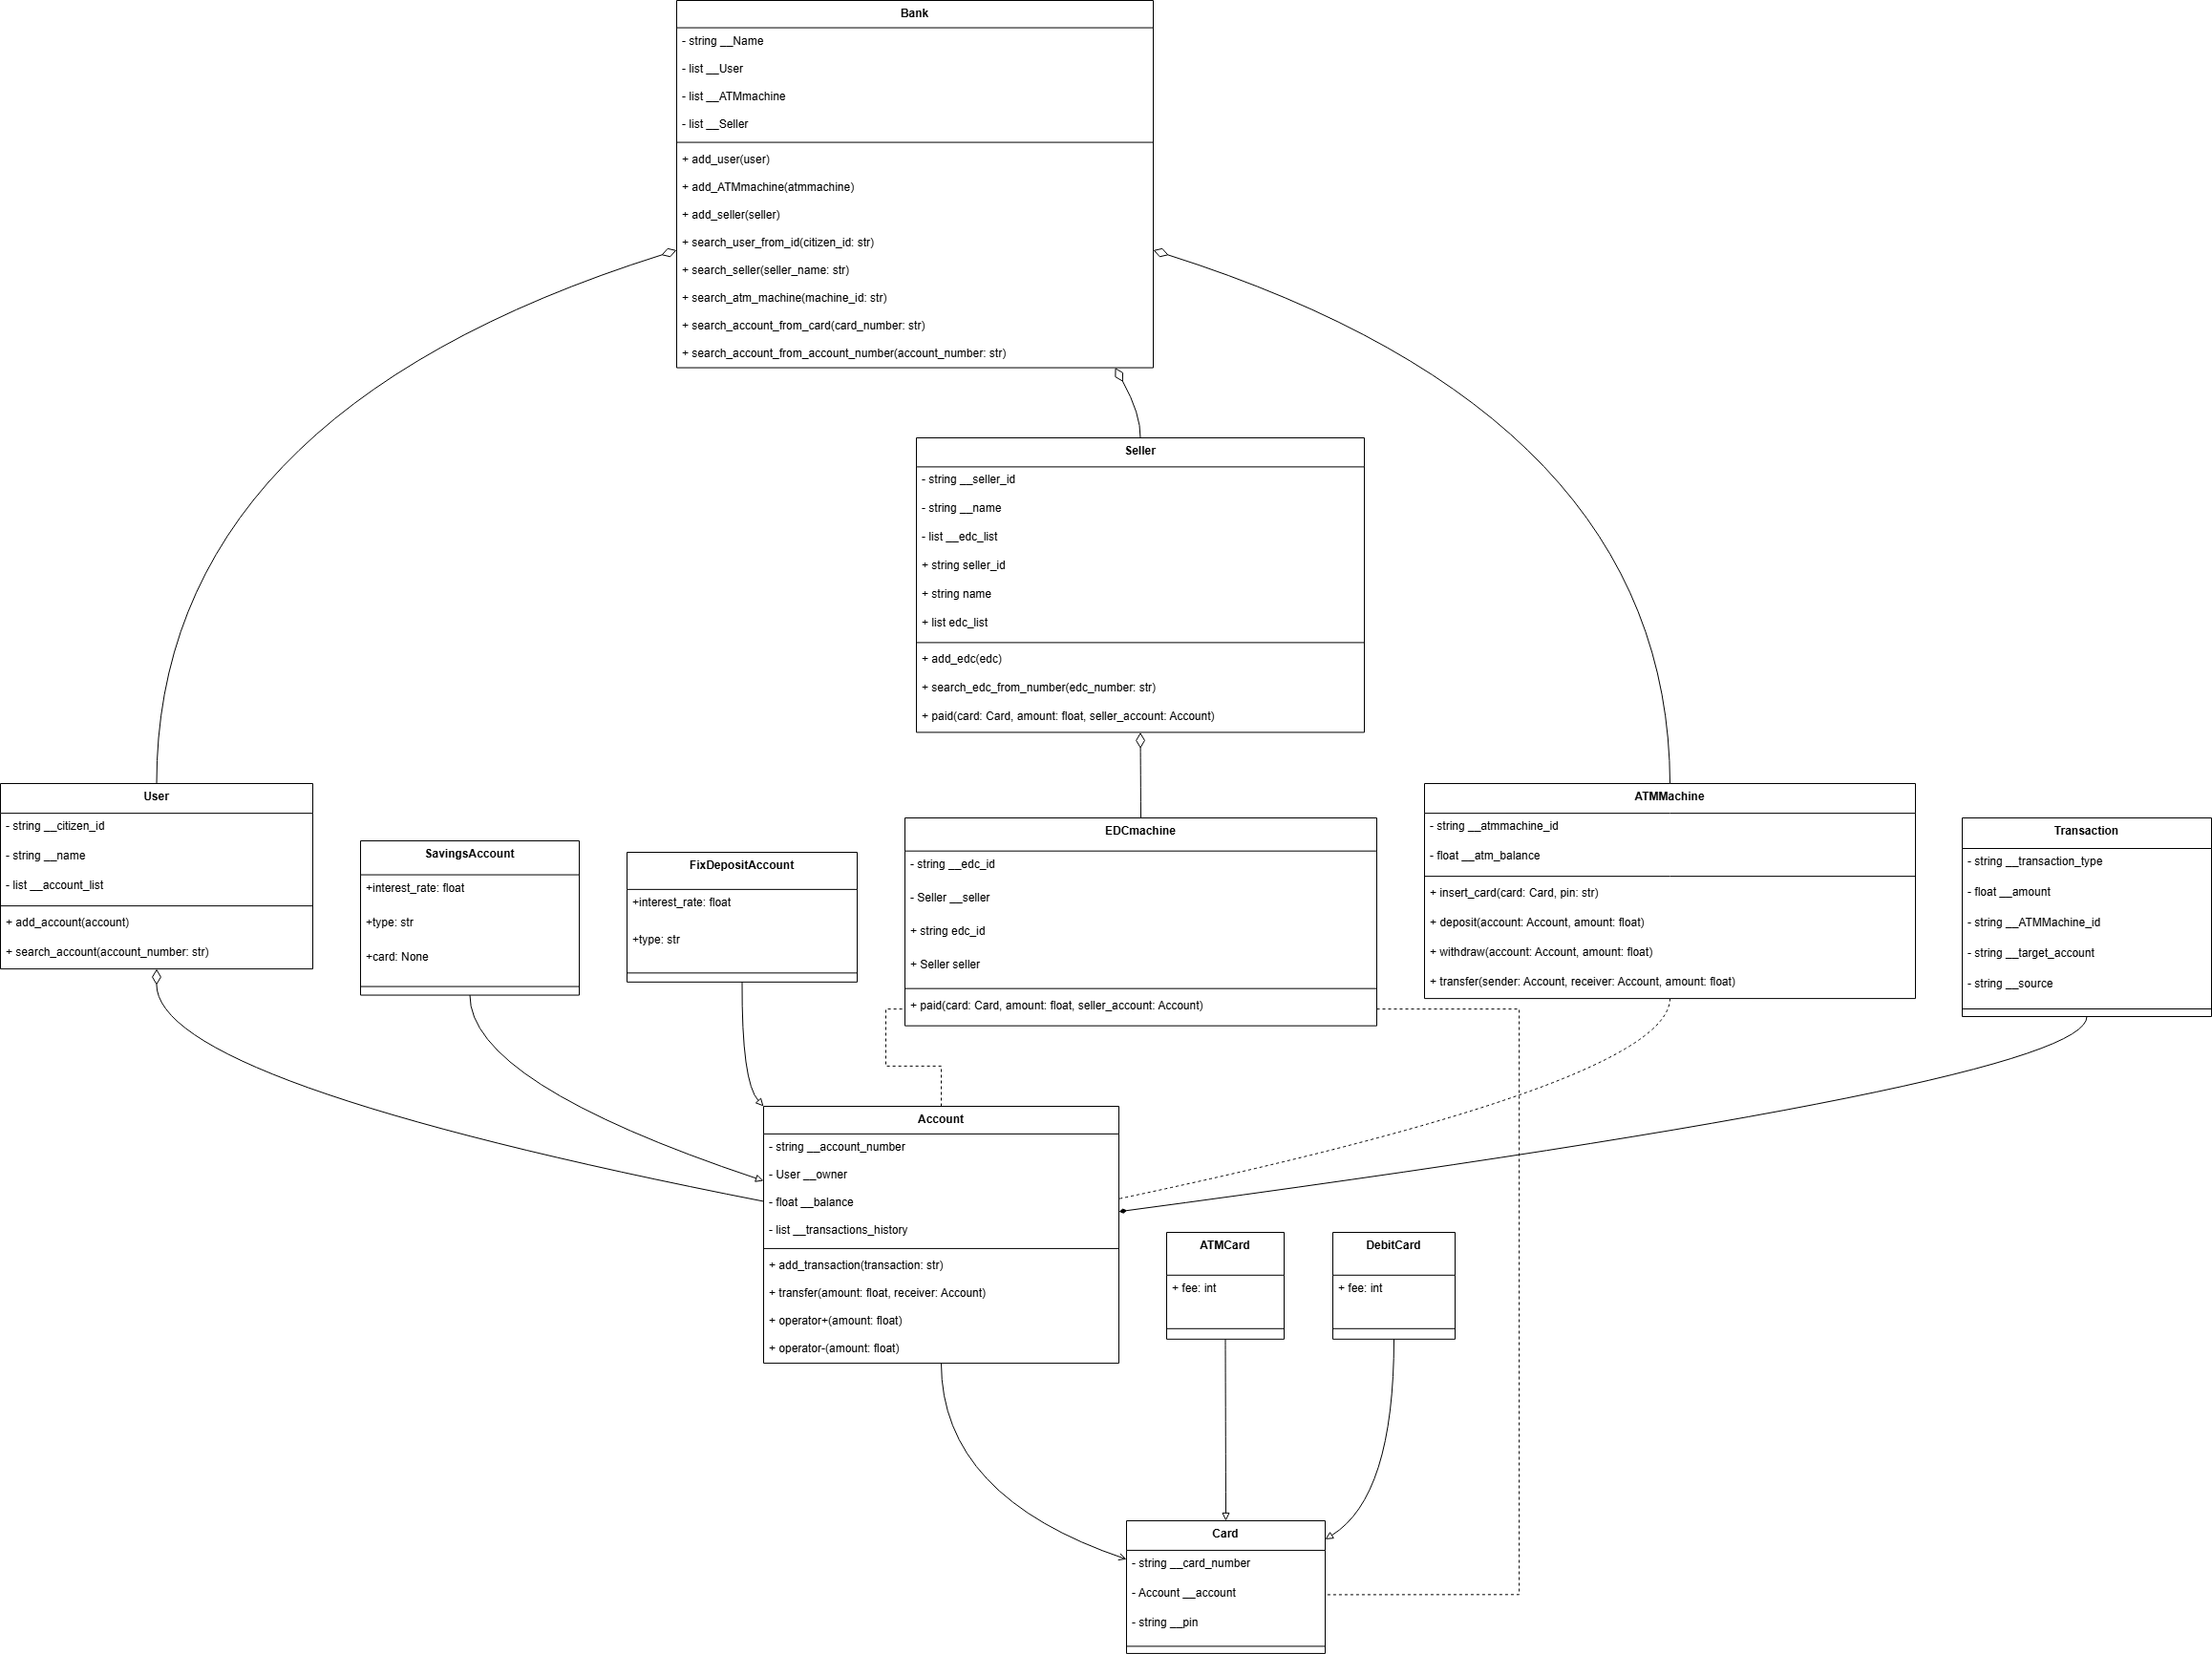 Bank
- string __Name
- list __User
- list __ATMmachine
- list __Seller
+ add_user(user)
+ add_ATMmachine(atmmachine)
+ add_seller(seller)
+ search_user_from_id(citizen_id: str)
+ search_seller(seller_name: str)
+ search_atm_machine(machine_id: str)
+ search_account_from_card(card_number: str)
+ search_account_from_account_number(account_number: str)
Seller
- string __seller_id
- string __name
- list __edc_list
+ string seller_id
+ string name
+ list edc_list
+ add_edc(edc)
+ search_edc_from_number(edc_number: str)
+ paid(card: Card, amount: float, seller_account: Account)
User
- string __citizen_id
- string __name
- list __account_list
+ add_account(account)
+ search_account(account_number: str)
SavingsAccount
+interest_rate: float
+type: str
+card: None
FixDepositAccount
+interest_rate: float
+type: str
EDCmachine
- string __edc_id
- Seller __seller
+ string edc_id
+ Seller seller
+ paid(card: Card, amount: float, seller_account: Account)
ATMMachine
- string __atmmachine_id
- float __atm_balance
+ insert_card(card: Card, pin: str)
+ deposit(account: Account, amount: float)
+ withdraw(account: Account, amount: float)
+ transfer(sender: Account, receiver: Account, amount: float)
Transaction
- string __transaction_type
- float __amount
- string __ATMMachine_id
- string __target_account
- string __source
Account
- string __account_number
- User __owner
- float __balance
- list __transactions_history
+ add_transaction(transaction: str)
+ transfer(amount: float, receiver: Account)
+ operator+(amount: float)
+ operator-(amount: float)
ATMCard
+ fee: int
DebitCard
+ fee: int
Card
- string __card_number
- Account __account
- string __pin